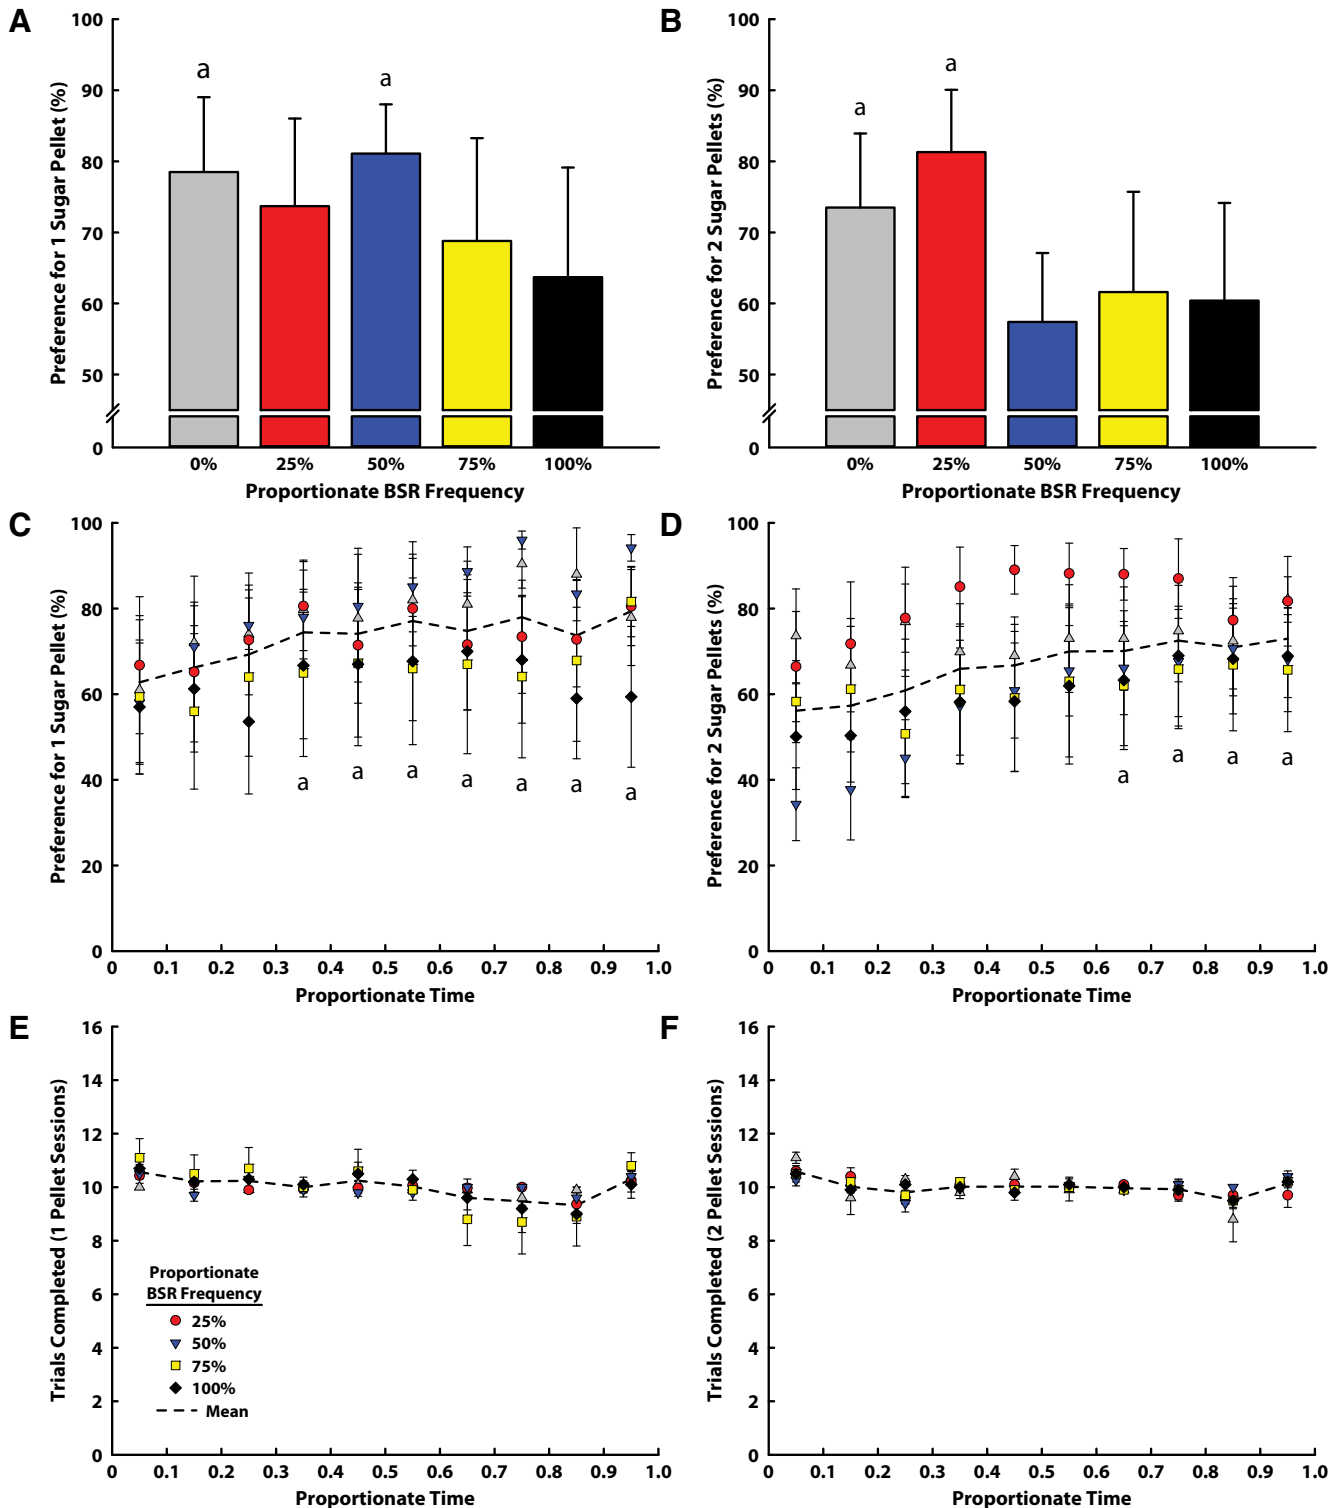 A
Preference for 1 Sugar Pellet (%)
100
90
80
70
60
50
0
a
a
0% 25% 50% 75% 100%
Proportionate BSR Frequency
B
Preference for 2 Sugar Pellets (%)
100
90
80
70
60
50
0
a
a
0% 25% 50% 75% 100%
Proportionate BSR Frequency
C
Preference for 1 Sugar Pellet (%)
100
80
60
40
20
0
a a a a a a a
0 0.1 0.2 0.3 0.4 0.5 0.6 0.7 0.8 0.9 1.0
Proportionate Time
D
Preference for 2 Sugar Pellets (%)
100
80
60
40
20
0
a a a a
0 0.1 0.2 0.3 0.4 0.5 0.6 0.7 0.8 0.9 1.0
Proportionate Time
E
Trials Completed (1 Pellet Sessions)
16
14
12
10
8
6
4
2
0
Proportionate
BSR Frequency
25%
50%
75%
100%
Mean
0 0.1 0.2 0.3 0.4 0.5 0.6 0.7 0.8 0.9 1.0
Proportionate Time
F
Trials Completed (2 Pellet Sessions)
16
14
12
10
8
6
4
2
0
0 0.1 0.2 0.3 0.4 0.5 0.6 0.7 0.8 0.9 1.0
Proportionate Time